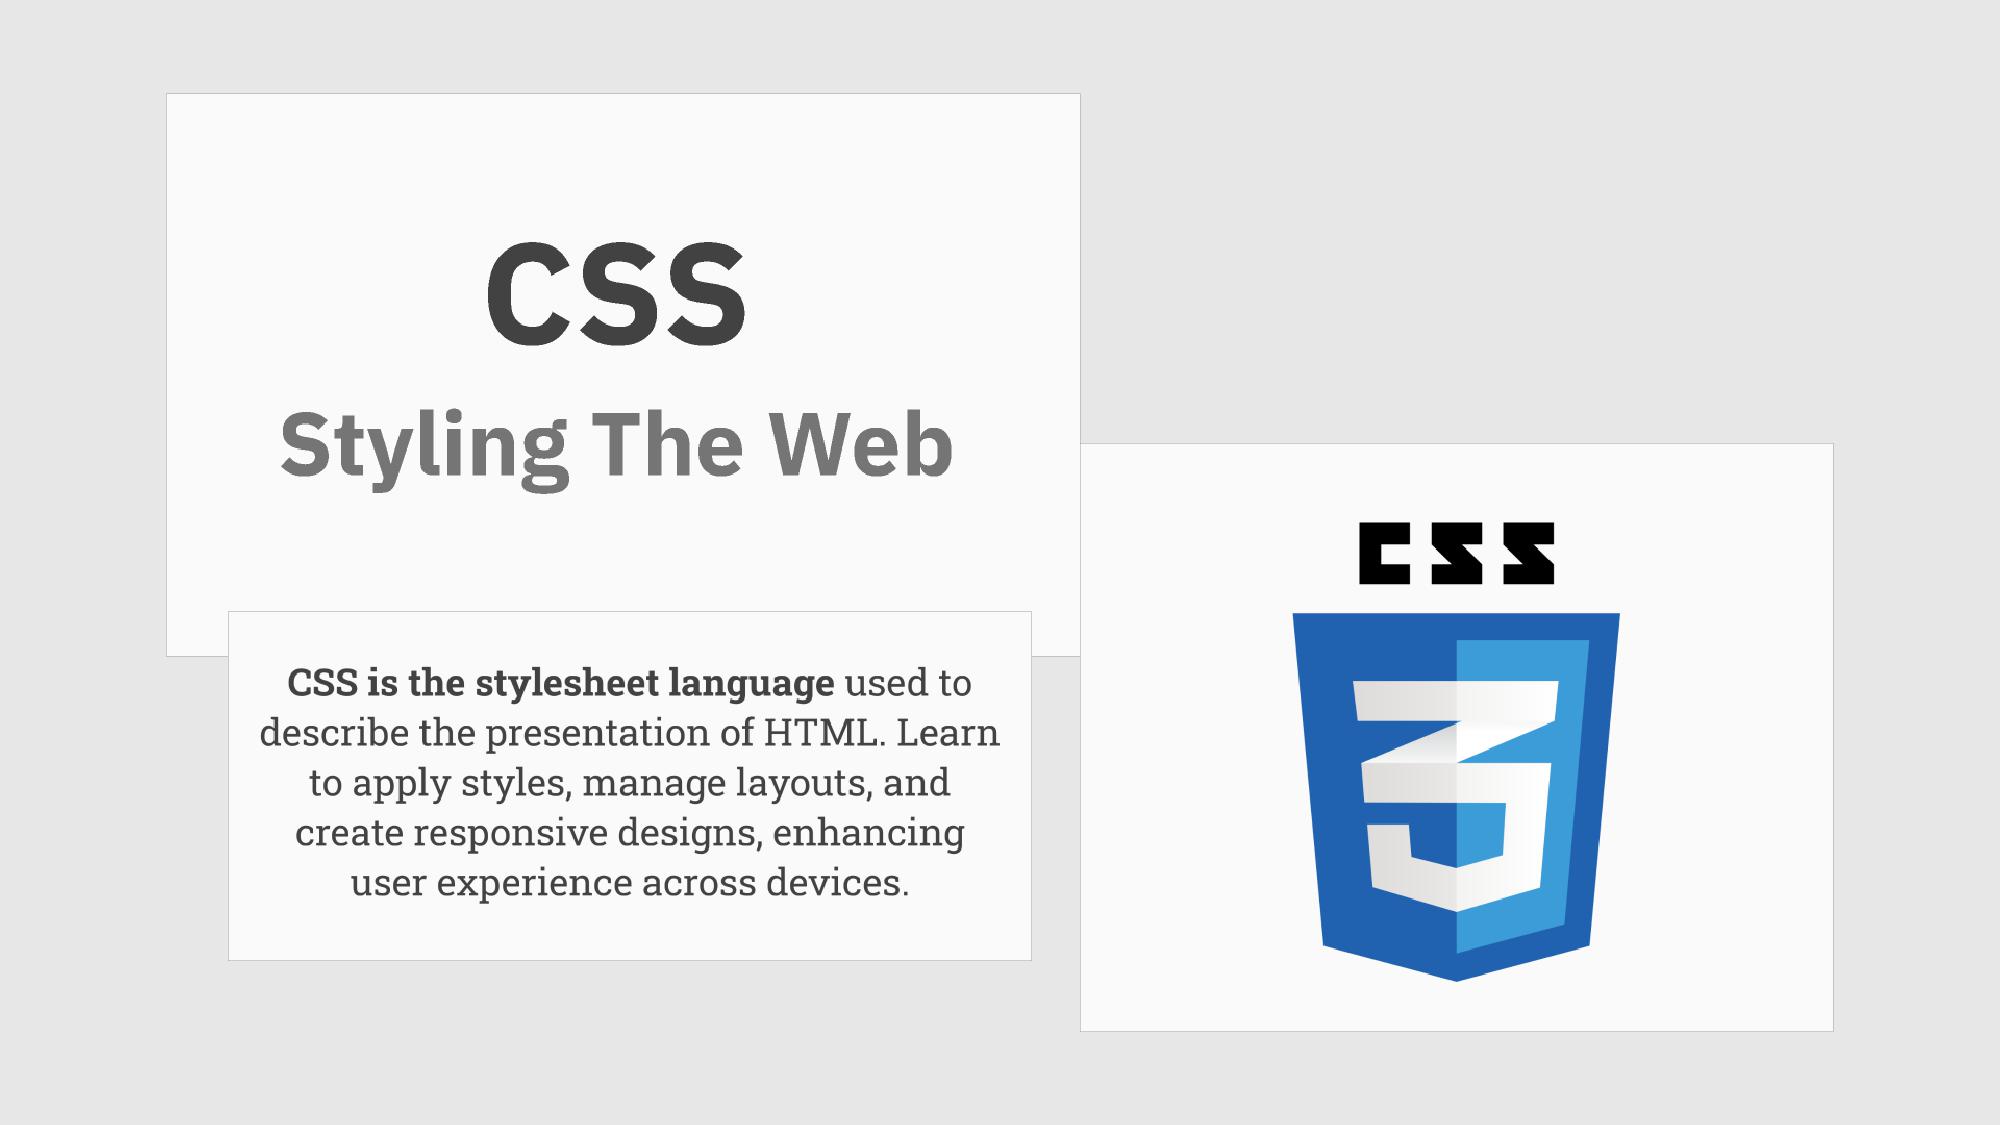 CSS
Styling The Web
CSS is the stylesheet language used to
describe the presentation of HTML. Learn
to apply styles, manage layouts, and
create responsive designs, enhancing
user experience across devices.
CSS
3